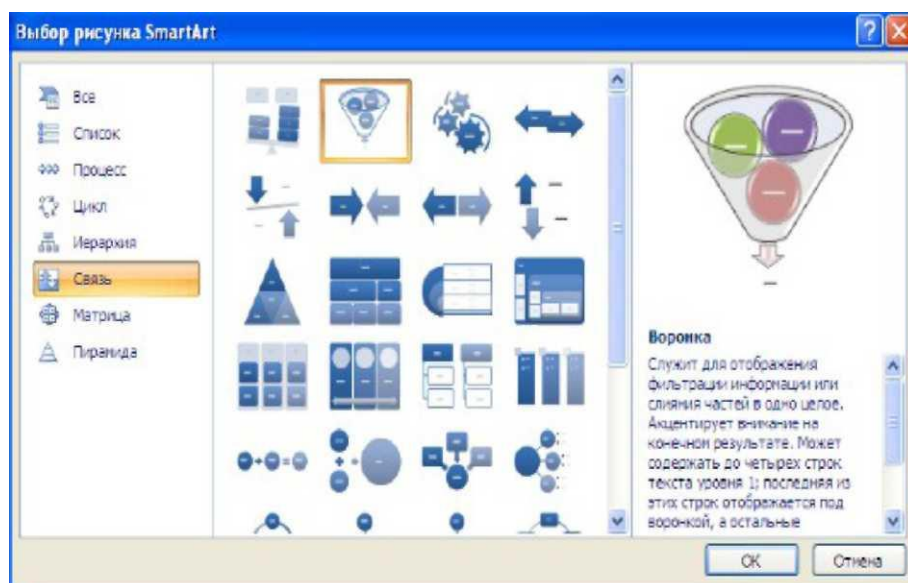 Выбор рисунка SmartArt
Все
Список
Процесс
Цикл
Иерархия
Связь
Матрица
Пирамида
Воронка
Служит для отображения
фильтрации информации или
слияния частей в одно целое.
Акцентирует внимание на
конечном результате. Может
содержать до четырех строк
текста уровня 1; последняя из
этих строк отображается под
воронкой, а остальные
ОК
Отмена